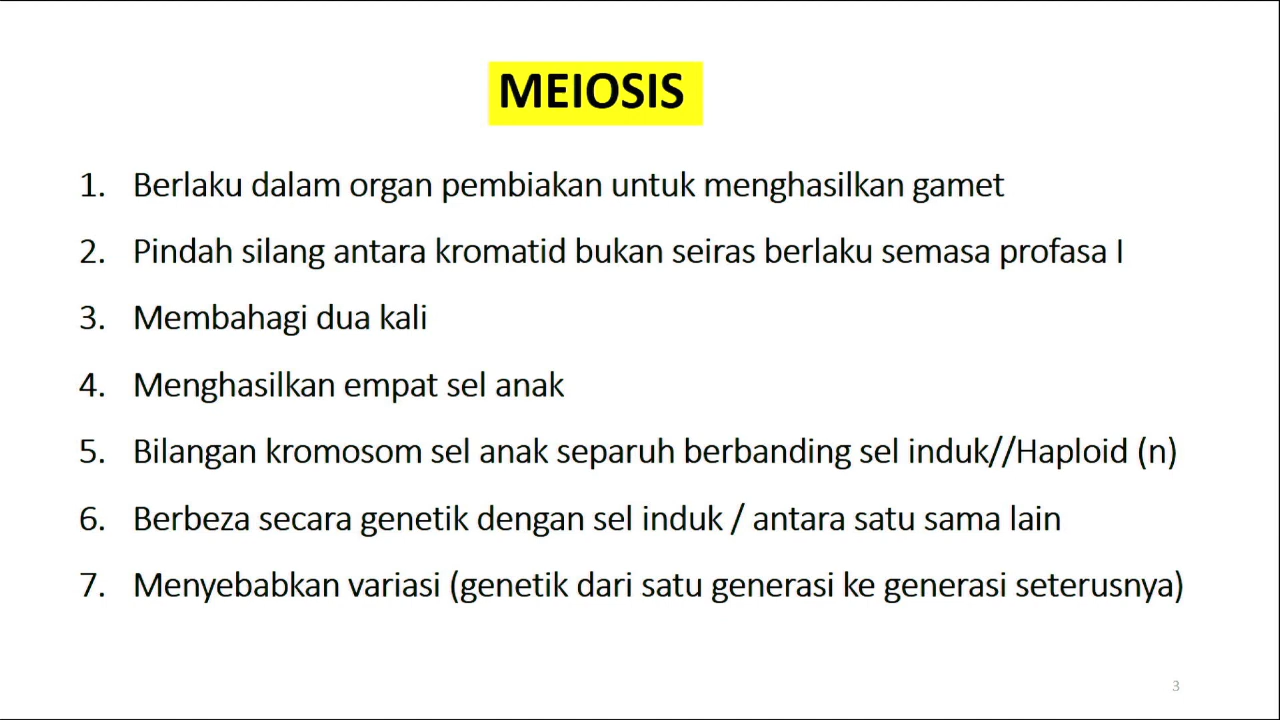 MEIOSIS
1. Berlaku dalam organ pembiakan untuk menghasilkan gamet
2. Pindah silang antara kromatid bukan seiras berlaku semasa profasa I
3. Membahagi dua kali
4. Menghasilkan empat sel anak
5. Bilangan kromosom sel anak separuh berbanding sel induk//Haploid (n)
6. Berbeza secara genetik dengan sel induk / antara satu sama lain
7. Menyebabkan variasi (genetik dari satu generasi ke generasi seterusnya)
3